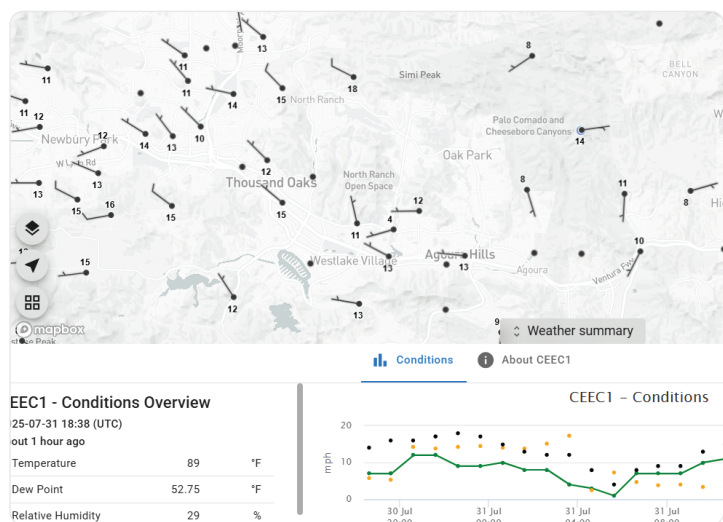 13
11
11
11
15
18
Simi Peak
8
BELL
CANYON
14
North Ranch
11
12
Newbury Park
12
14
13
10
Palo Comado and
Cheeseboro Canyons
14
Oak Park
12
13
Thousand Oaks
North Ranch
Open Space
13
15
16
15
15
11
4
12
8
11
8
10
15
Westlake Village
13
Agoura Hills
13
Agoura
Ventura Fwy
12
13
9
mapbox
Weather summary
Conditions
About CEEC1
EEC1 - Conditions Overview
25-07-31 18:38 (UTC)
out 1 hour ago
Temperature 89 °F
Dew Point 52.75 °F
Relative Humidity 29 %
CEEC1 – Conditions
mph
20
10
0
30 Jul
31 Jul
31 Jul
31 Jul